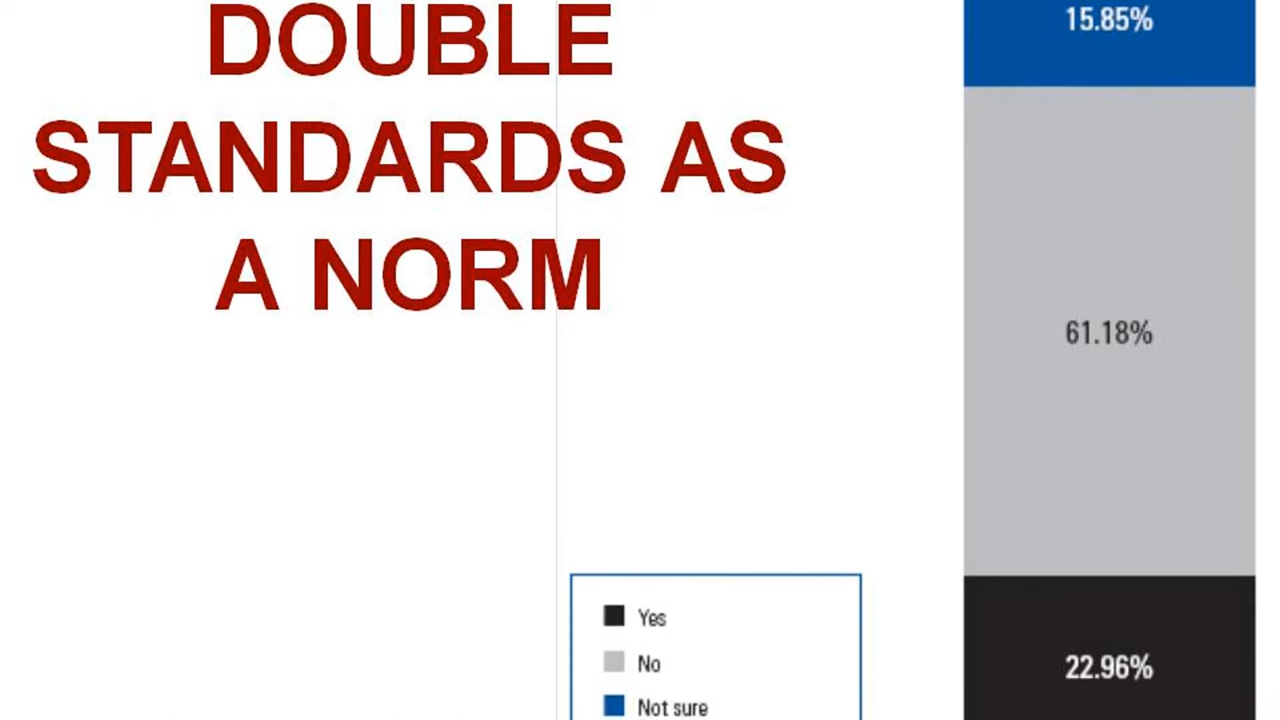 DOUBLE
STANDARDS AS
A NORM
15.85%
61.18%
22.96%
Yes
No
Not sure